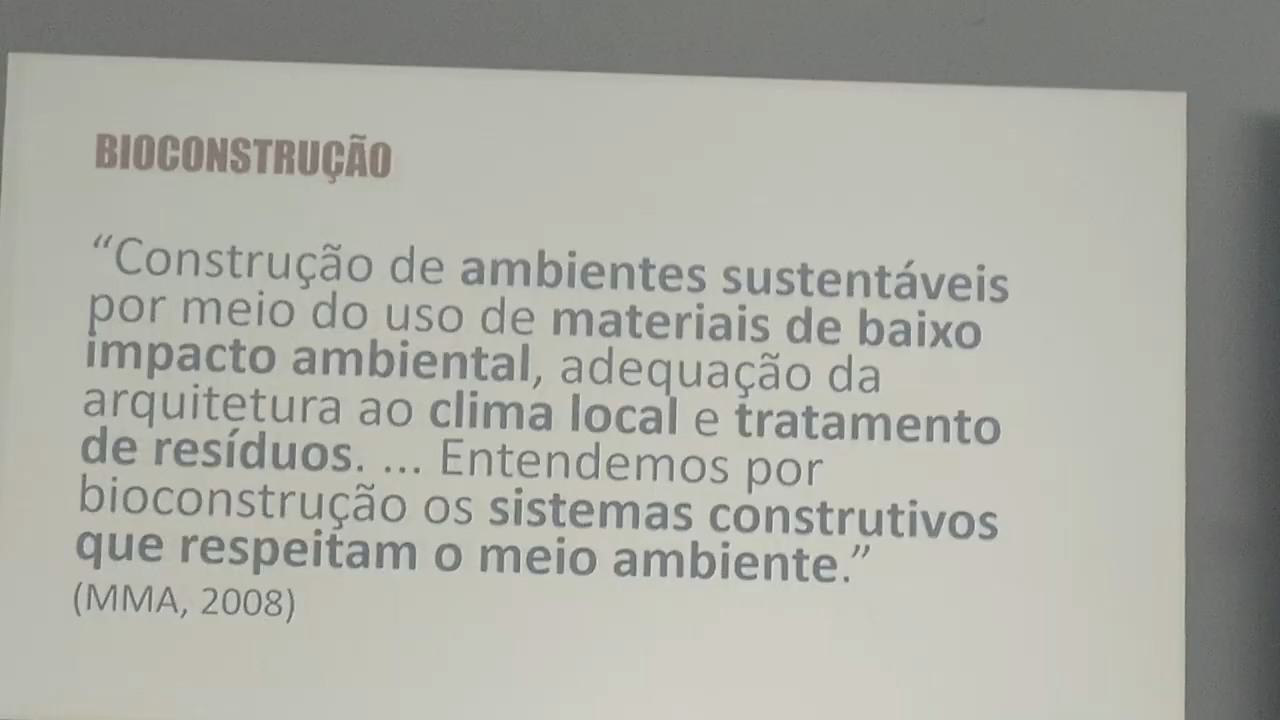 BIOCONSTRUÇÃO
“Construção de ambientes sustentáveis
por meio do uso de materiais de baixo
impacto ambiental, adequação da
arquitetura ao clima local e tratamento
de resíduos. ... Entendemos por
bioconstrução os sistemas construtivos
que respeitam o meio ambiente.”
(MMA, 2008)